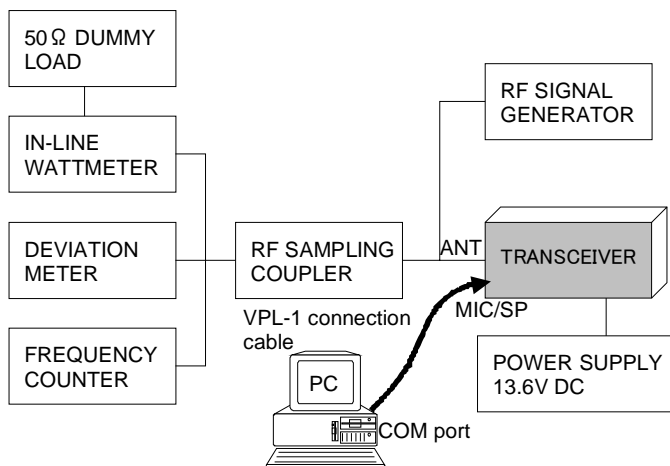 50Ω DUMMY
LOAD
IN-LINE
WATTMETER
DEVIATION
METER
FREQUENCY
COUNTER
RF SAMPLING
COUPLER
RF SIGNAL
GENERATOR
ANT
TRANSCEIVER
MIC/SP
VPL-1 connection
cable
PC
COM port
POWER SUPPLY
13.6V DC